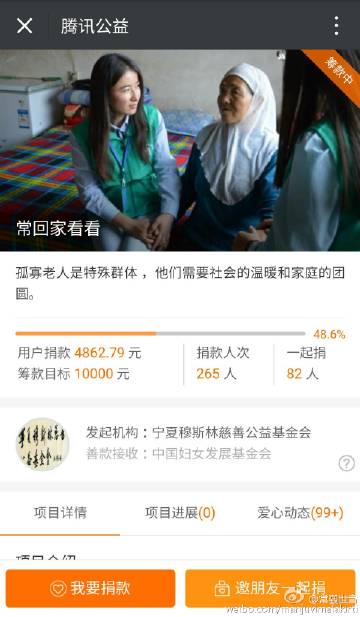 腾讯公益
筹款中
常回家看看
孤寡老人是特殊群体，他们需要社会的温暖和家庭的团
圆。
48.6%
用户捐款 4862.79 元
捐款人次
一起捐
筹款目标 10000 元
265 人
82 人
发起机构：宁夏穆斯林慈善公益基金会
善款接收：中国妇女发展基金会
项目详情
项目进展(0)
爱心动态(99+)
项目介绍
我要捐款
邀朋友一起捐